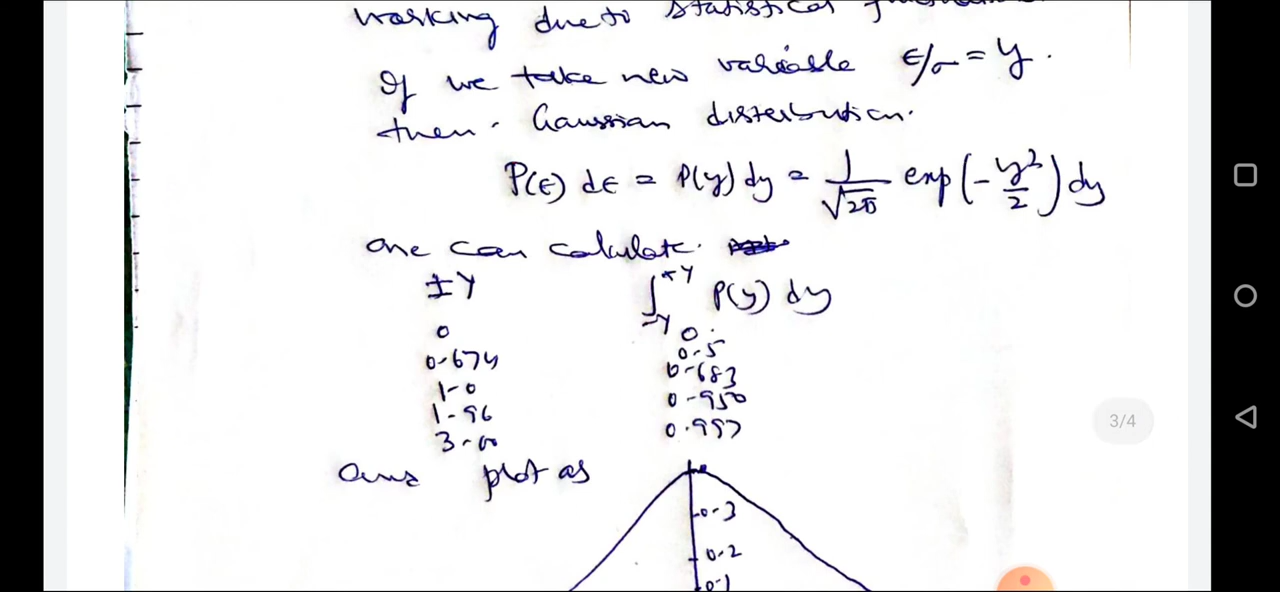 working due to statistical
If we take new variable ϵ/σ = y.
then. Gaussian distribution.
P(ϵ) dϵ = P(y) dy = 1/√2π exp(-y²/2) dy
one can calculate.
±Y ∫₋Y^+Y P(y) dy
0 0.
0.674 0.5
1.0 0.683
1.96 0.950
3.00 0.997
plot as
0.3
0.2
0.1
3/4